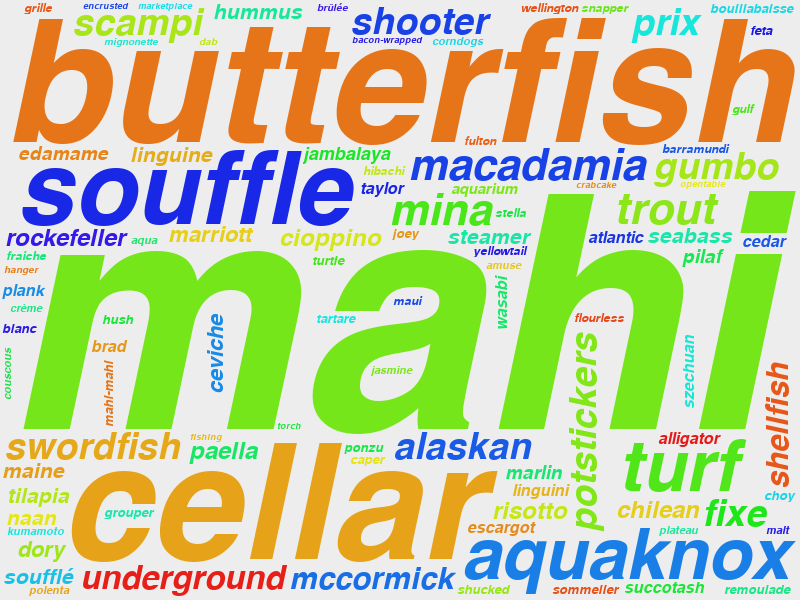 grille
encrusted
marketplace
brûlée
wellington
snapper
bouillabaisse
scampi
hummus
shooter
prix
feta
mignonette
dab
bacon-wrapped
corndogs
butterfish
gulf
fulton
edamame
linguine
jambalaya
hibachi
macadamia
barramundi
gumbo
souffle
taylor
aquarium
crabcake
opentable
mina
stella
trout
rockefeller
aqua
marriott
cioppino
joey
steamer
atlantic
seabass
cedar
fraiche
hanger
turtle
yellowtail
amuse
pilaf
mahi
plank
crème
blanc
hush
brad
ceviche
tartare
maui
wasabi
flourless
couscous
mahi-mahi
jasmine
szechuan
potstickers
shellfish
torch
swordfish
fishing
paella
ponzu
caper
alaskan
alligator
maine
cellar
marlin
turf
tilapia
linguini
choy
naan
grouper
risotto
chilean
fixe
kumamoto
escargot
plateau
malt
dory
aquaknox
soufflé
underground
mccormick
polenta
shucked
sommelier
succotash
remoulade